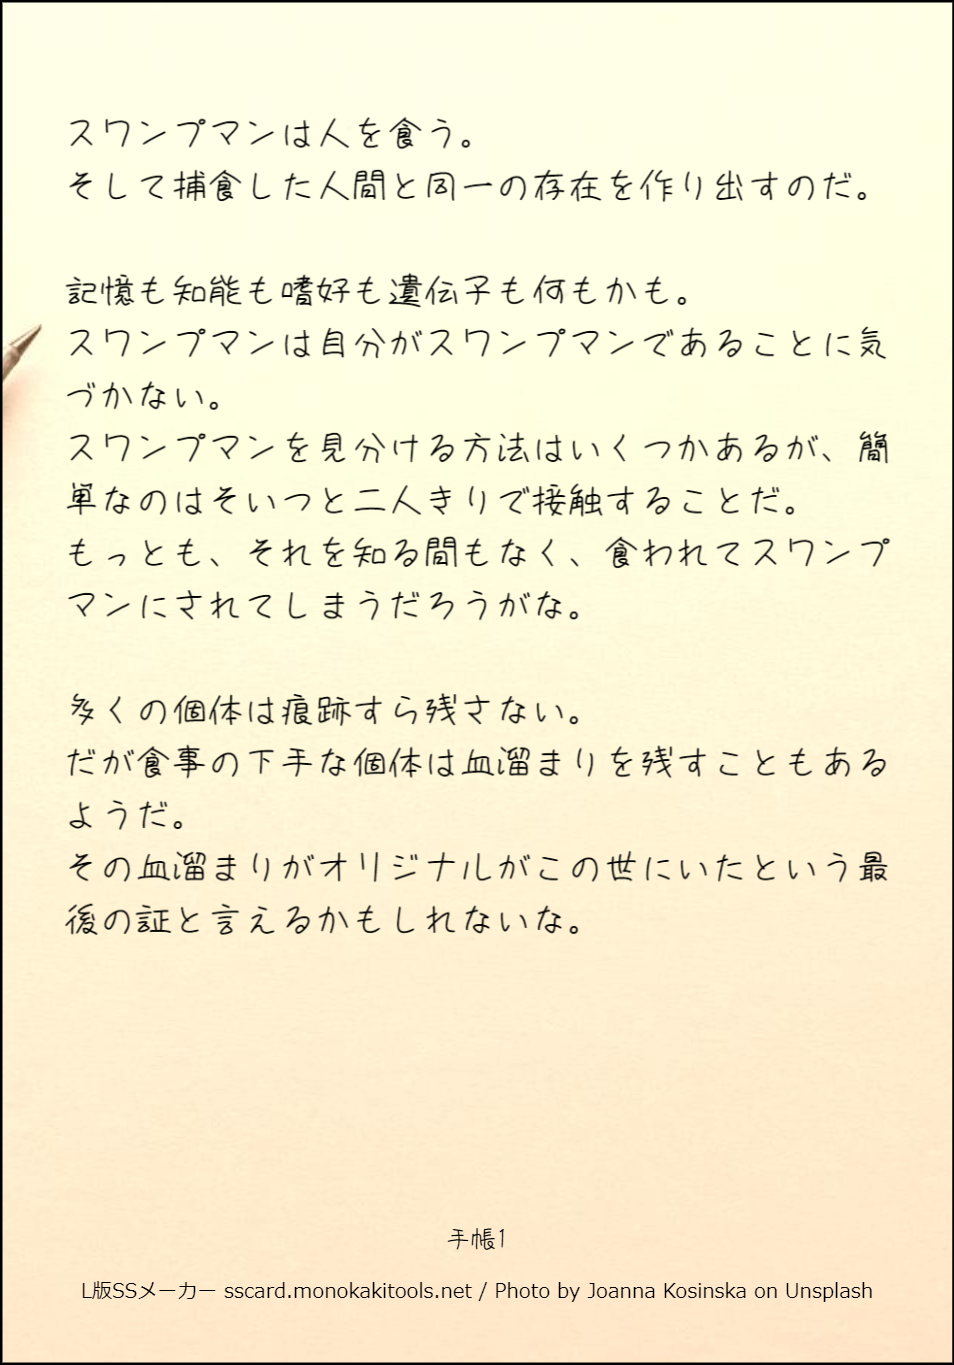 スワンプマンは人を食う。
そして捕食した人間と同一の存在を作り出すのだ。
記憶も知能も嗜好も遺伝子も何もかも。
スワンプマンは自分がスワンプマンであることに気
づかない。
スワンプマンを見分ける方法はいくつかあるが、簡
単なのはそいつと二人きりで接触することだ。
もっとも、それを知る間もなく、食われてスワンプ
マンにされてしまうだろうがな。
多くの個体は痕跡すら残さない。
だが食事の下手な個体は血溜まりを残すこともある
ようだ。
その血溜まりがオリジナルがこの世にいたという最
後の証と言えるかもしれないな。
手帳1
L版SSメーカー sscard.monokakitools.net / Photo by Joanna Kosinska on Unsplash